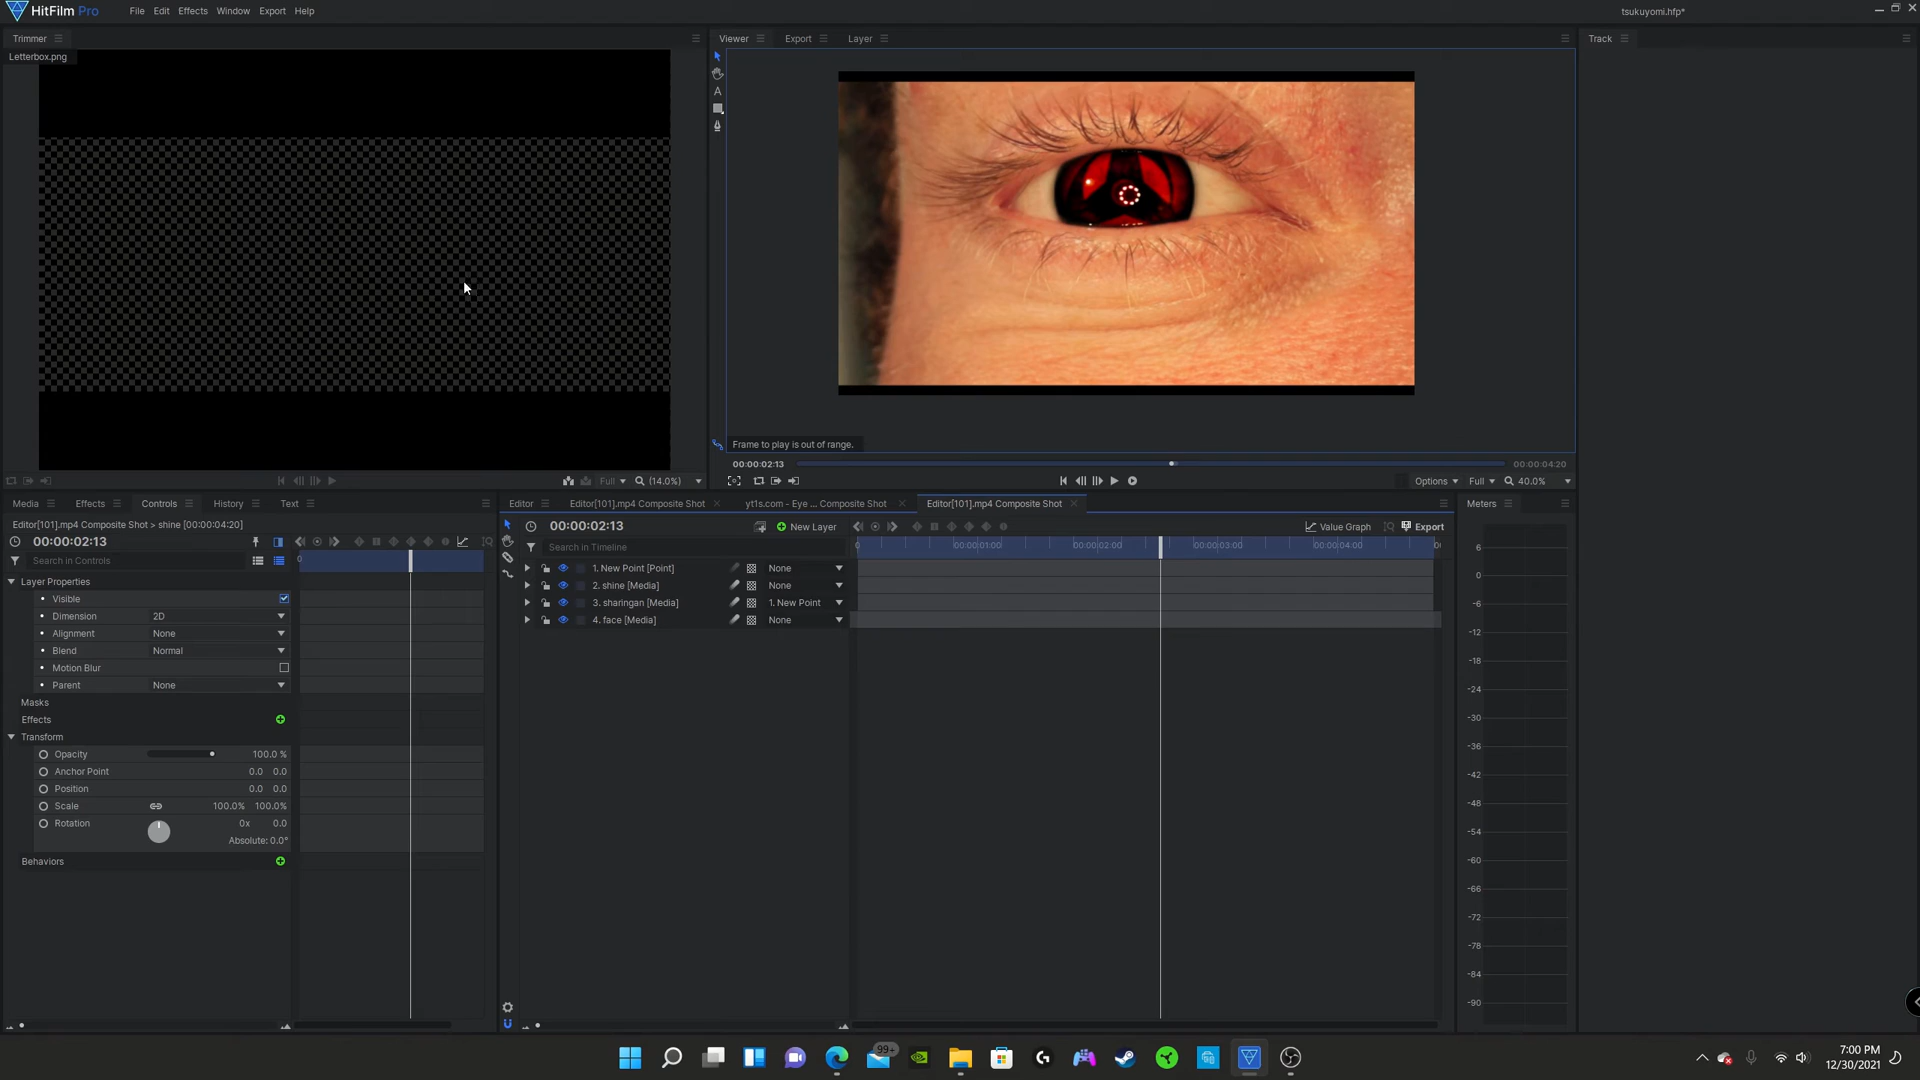 HitFilm Pro File Edit Effects Window Export Help tsukuyomi.hfp*
Trimmer Viewer Export Layer Track
Letterbox.png
Frame to play is out of range.
00:00:02:13 00:00:04:20
Full (14.0%) Options Full 40.0%
Media Effects Controls History Text Editor Editor[101].mp4 Composite Shot yt1s.com - Eye ... Composite Shot Editor[101].mp4 Composite Shot Meters
Editor[101].mp4 Composite Shot > shine [00:00:04:20]
00:00:02:13
00:00:02:13 New Layer Value Graph Export
Search in Controls 0
Search in Timeline 0 00:00:01:00 00:00:02:00 00:00:03:00 00:00:04:00
Layer Properties
Visible
Dimension 2D
Alignment None
Blend Normal
Motion Blur
Parent None
Masks
Effects
Transform
Opacity 100.0 %
Anchor Point 0.0 0.0
Position 0.0 0.0
Scale 100.0% 100.0%
Rotation 0x 0.0
Absolute: 0.0°
Behaviors
1. New Point [Point] None
2. shine [Media] None
3. sharingan [Media] 1. New Point
4. face [Media] None
6
0
-6
-12
-18
-24
-30
-36
-42
-48
-54
-60
-66
-72
-78
-84
-90
99+
7:00 PM
12/30/2021